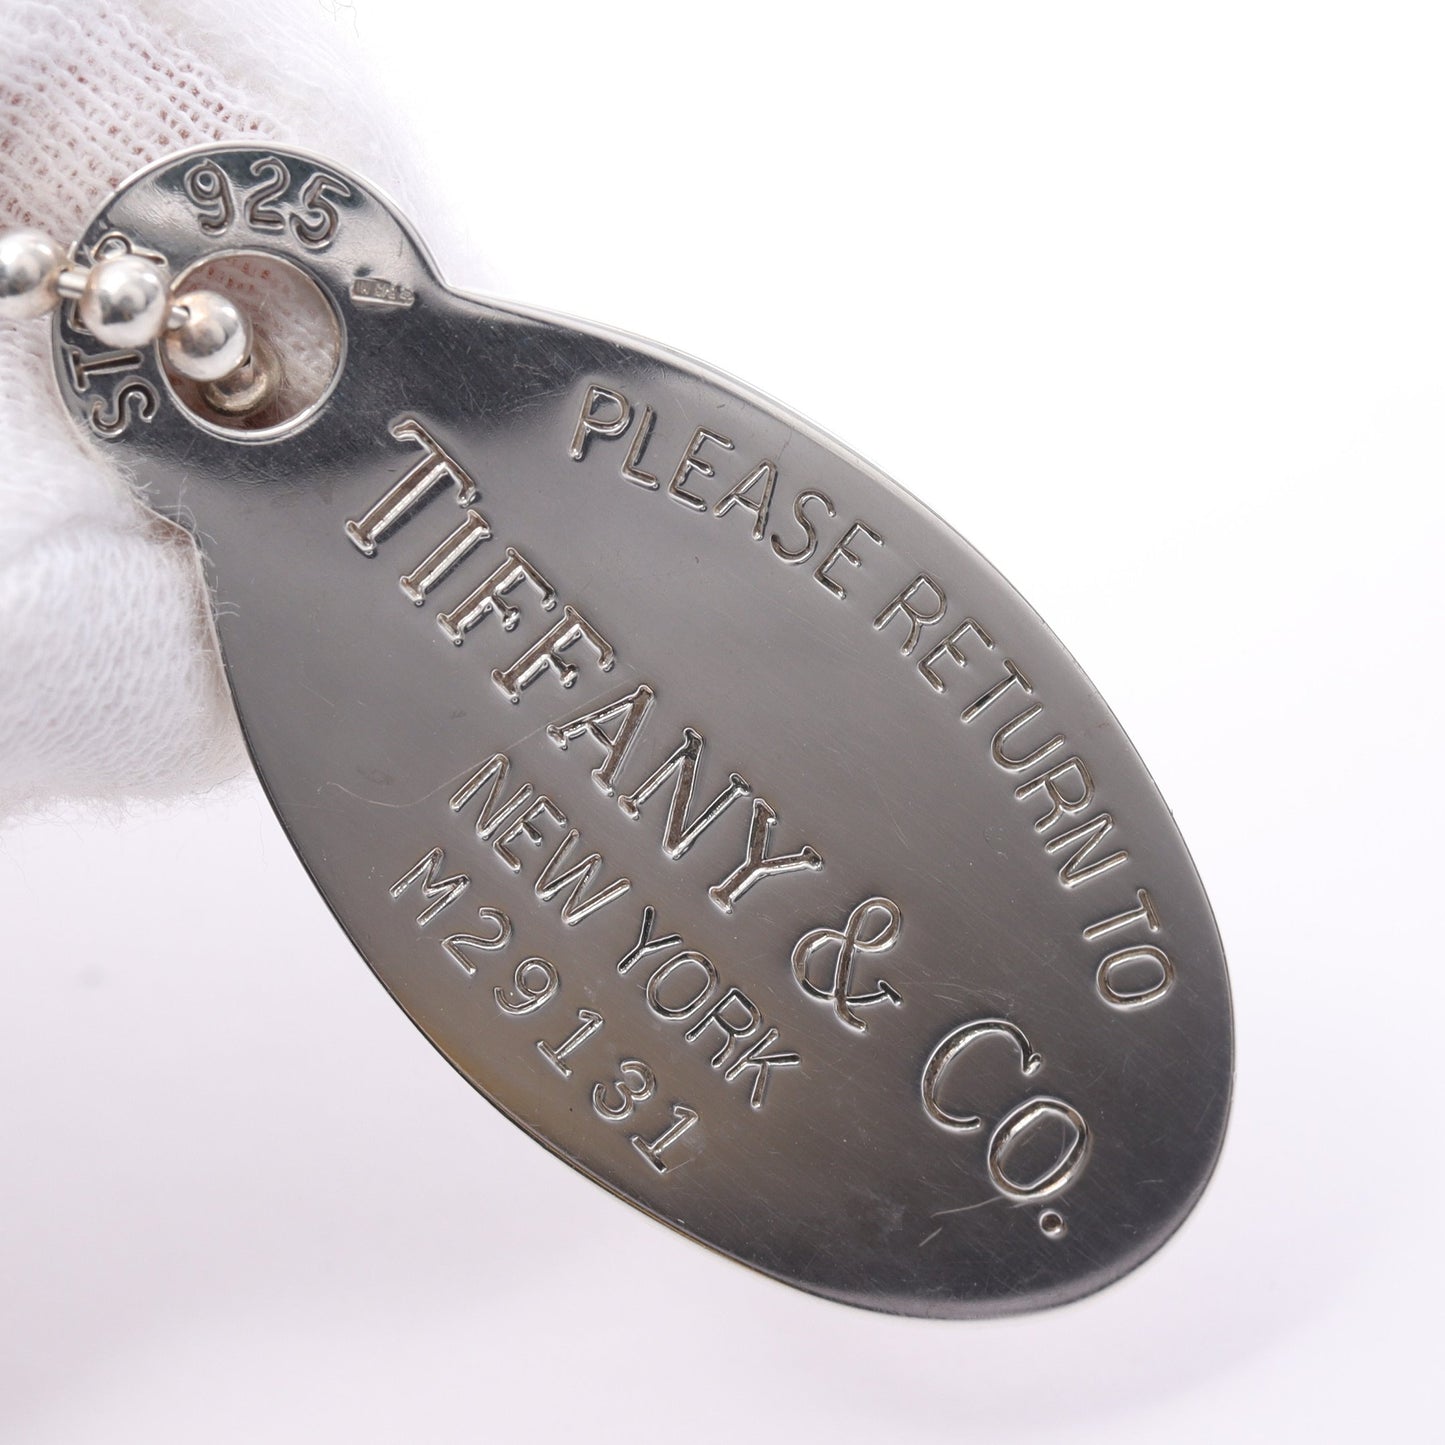 925
PLEASE RETURN TO
TIFFANY & CO.
NEW YORK
M29131